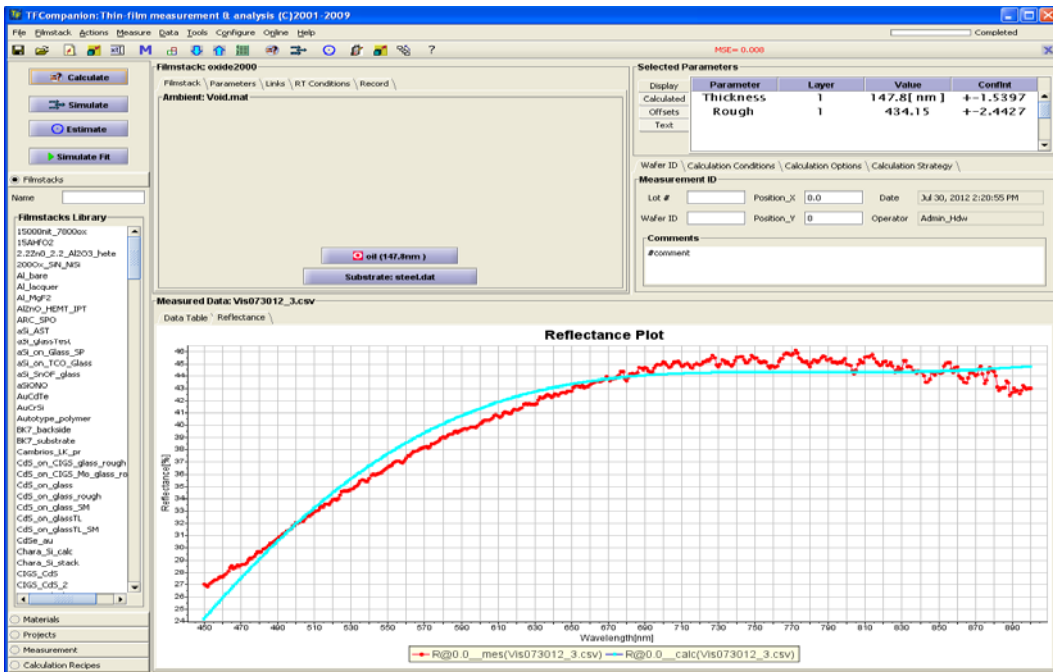 TFCompanion: Thin-film measurement & analysis (C)2001-2009
File Filmstack Actions Measure Data Tools Configure Online Help
Completed
MSE= 0.008
Calculate
Simulate
Estimate
Simulate Fit
Filmstacks
Name
Filmstacks Library
15000nit_7000ox
15AHFO2
2.2Zn0_2.2_Al2O3_hete
200Ox_SiN_NiSi
Al_bare
Al_lacquer
Al_MgF2
AlZnO_HEMT_IPT
ARC_SPO
aSi_AST
aSi_glassTest
aSi_on_Glass_SP
aSi_on_TCO_Glass
aSi_SnOF_glass
aSiONO
AuCdTe
AuCrSi
Autotype_polymer
BK7_backside
BK7_substrate
Cambrios_LK_pr
CdS_on_CIGS_glass_rough
CdS_on_CIGS_Mo_glass_ro
CdS_on_glass
CdS_on_glass_rough
CdS_on_glass_SM
CdS_on_glassTL
CdS_on_glassTL_SM
CdSe_au
Chara_Si_calc
Chara_Si_stack
CIGS_CdS
CIGS_CdS_2
Materials
Projects
Measurement
Calculation Recipes
Filmstack: oxide2000
Filmstack Parameters Links RT Conditions Record
Ambient: Void.mat
oil (147.8nm)
Substrate: steel.dat
Selected Parameters
Display
Calculated
Offsets
Text
Parameter Layer Value ConfInt
Thickness 1 147.8[ nm ] +-1.5397
Rough 1 434.15 +-2.4427
Wafer ID Calculation Conditions Calculation Options Calculation Strategy
Measurement ID
Lot # Position_X 0.0 Date Jul 30, 2012 2:20:55 PM
Wafer ID Position_Y 0 Operator Admin_Hdw
Comments
#comment
Measured Data: Vis073012_3.csv
Data Table Reflectance
Reflectance Plot
Reflectance[%]
46
45
44
43
42
41
40
39
38
37
36
35
34
33
32
31
30
29
28
27
26
25
24
450 470 490 510 530 550 570 590 610 630 650 670 690 710 730 750 770 790 810 830 850 870 890
Wavelength[nm]
R@0.0__mes(Vis073012_3.csv) R@0.0__calc(Vis073012_3.csv)